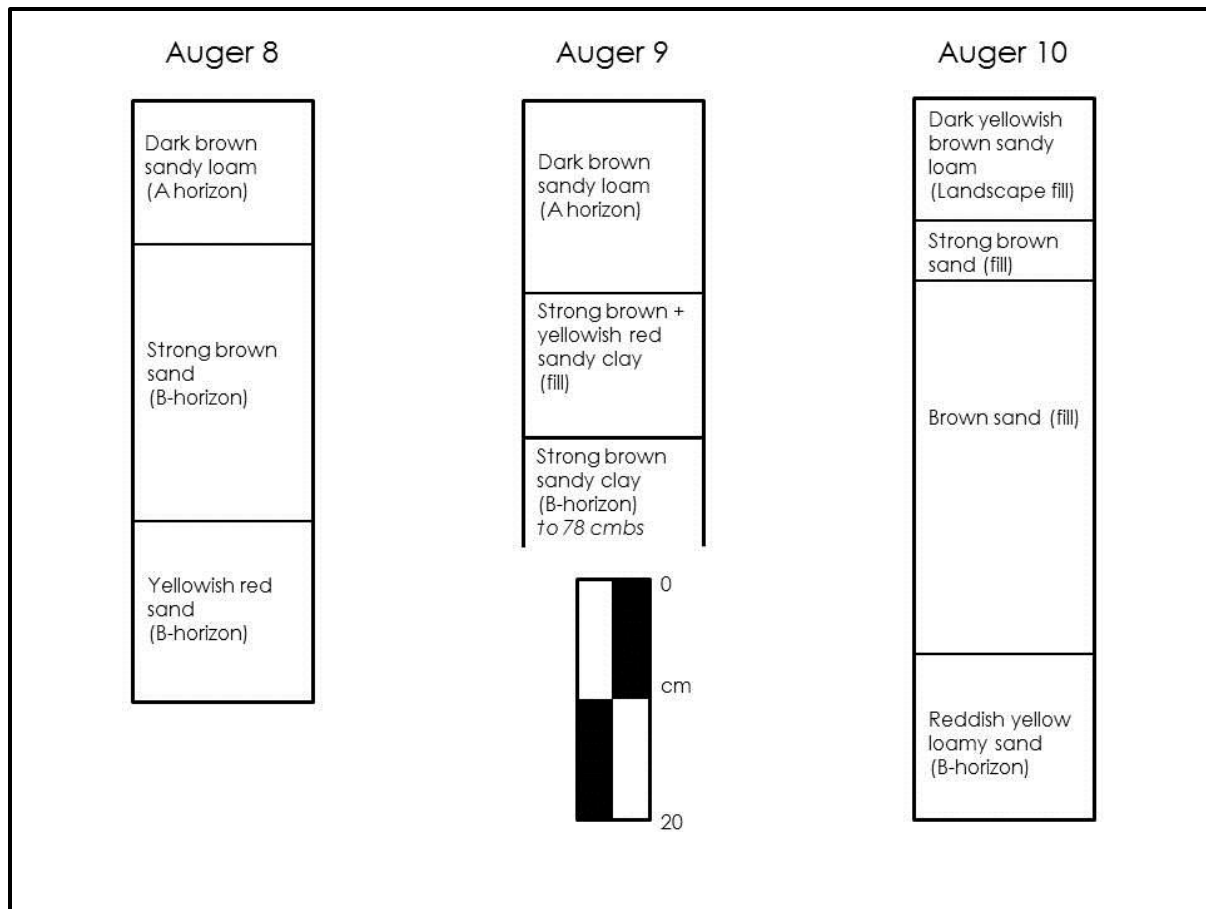 Auger 8
Dark brown
sandy loam
(A horizon)
Strong brown
sand
(B-horizon)
Yellowish red
sand
(B-horizon)
Auger 9
Dark brown
sandy loam
(A horizon)
Strong brown +
yellowish red
sandy clay
(fill)
Strong brown
sandy clay
(B-horizon)
to 78 cmbs
0
cm
20
Auger 10
Dark yellowish
brown sandy
loam
(Landscape fill)
Strong brown
sand (fill)
Brown sand (fill)
Reddish yellow
loamy sand
(B-horizon)